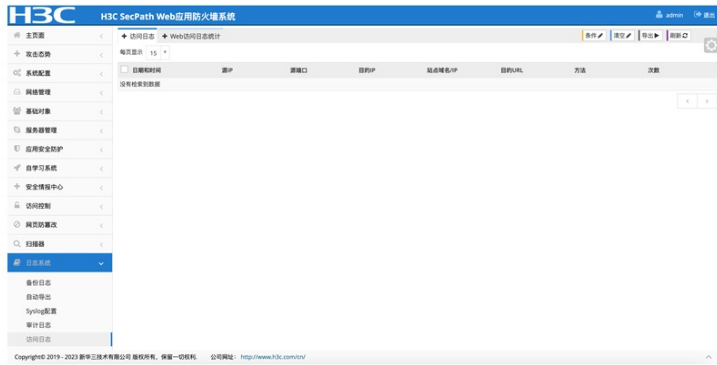 H3C H3C SecPath Web应用防火墙系统 admin 退出
主页面
攻击态势
系统配置
网络管理
基础对象
服务器管理
应用安全防护
自学习系统
安全情报中心
访问控制
网页防篡改
扫描器
日志系统
备份日志
自动导出
Syslog配置
审计日志
访问日志
访问日志 Web访问日志统计 条件 清空 导出 刷新
每页显示 15
日期和时间 源IP 源端口 目的IP 站点域名/IP 目的URL 方法 次数
没有检索到数据
Copyright© 2019 - 2023 新华三技术有限公司 版权所有，保留一切权利. 公司网址： http://www.h3c.com/cn/